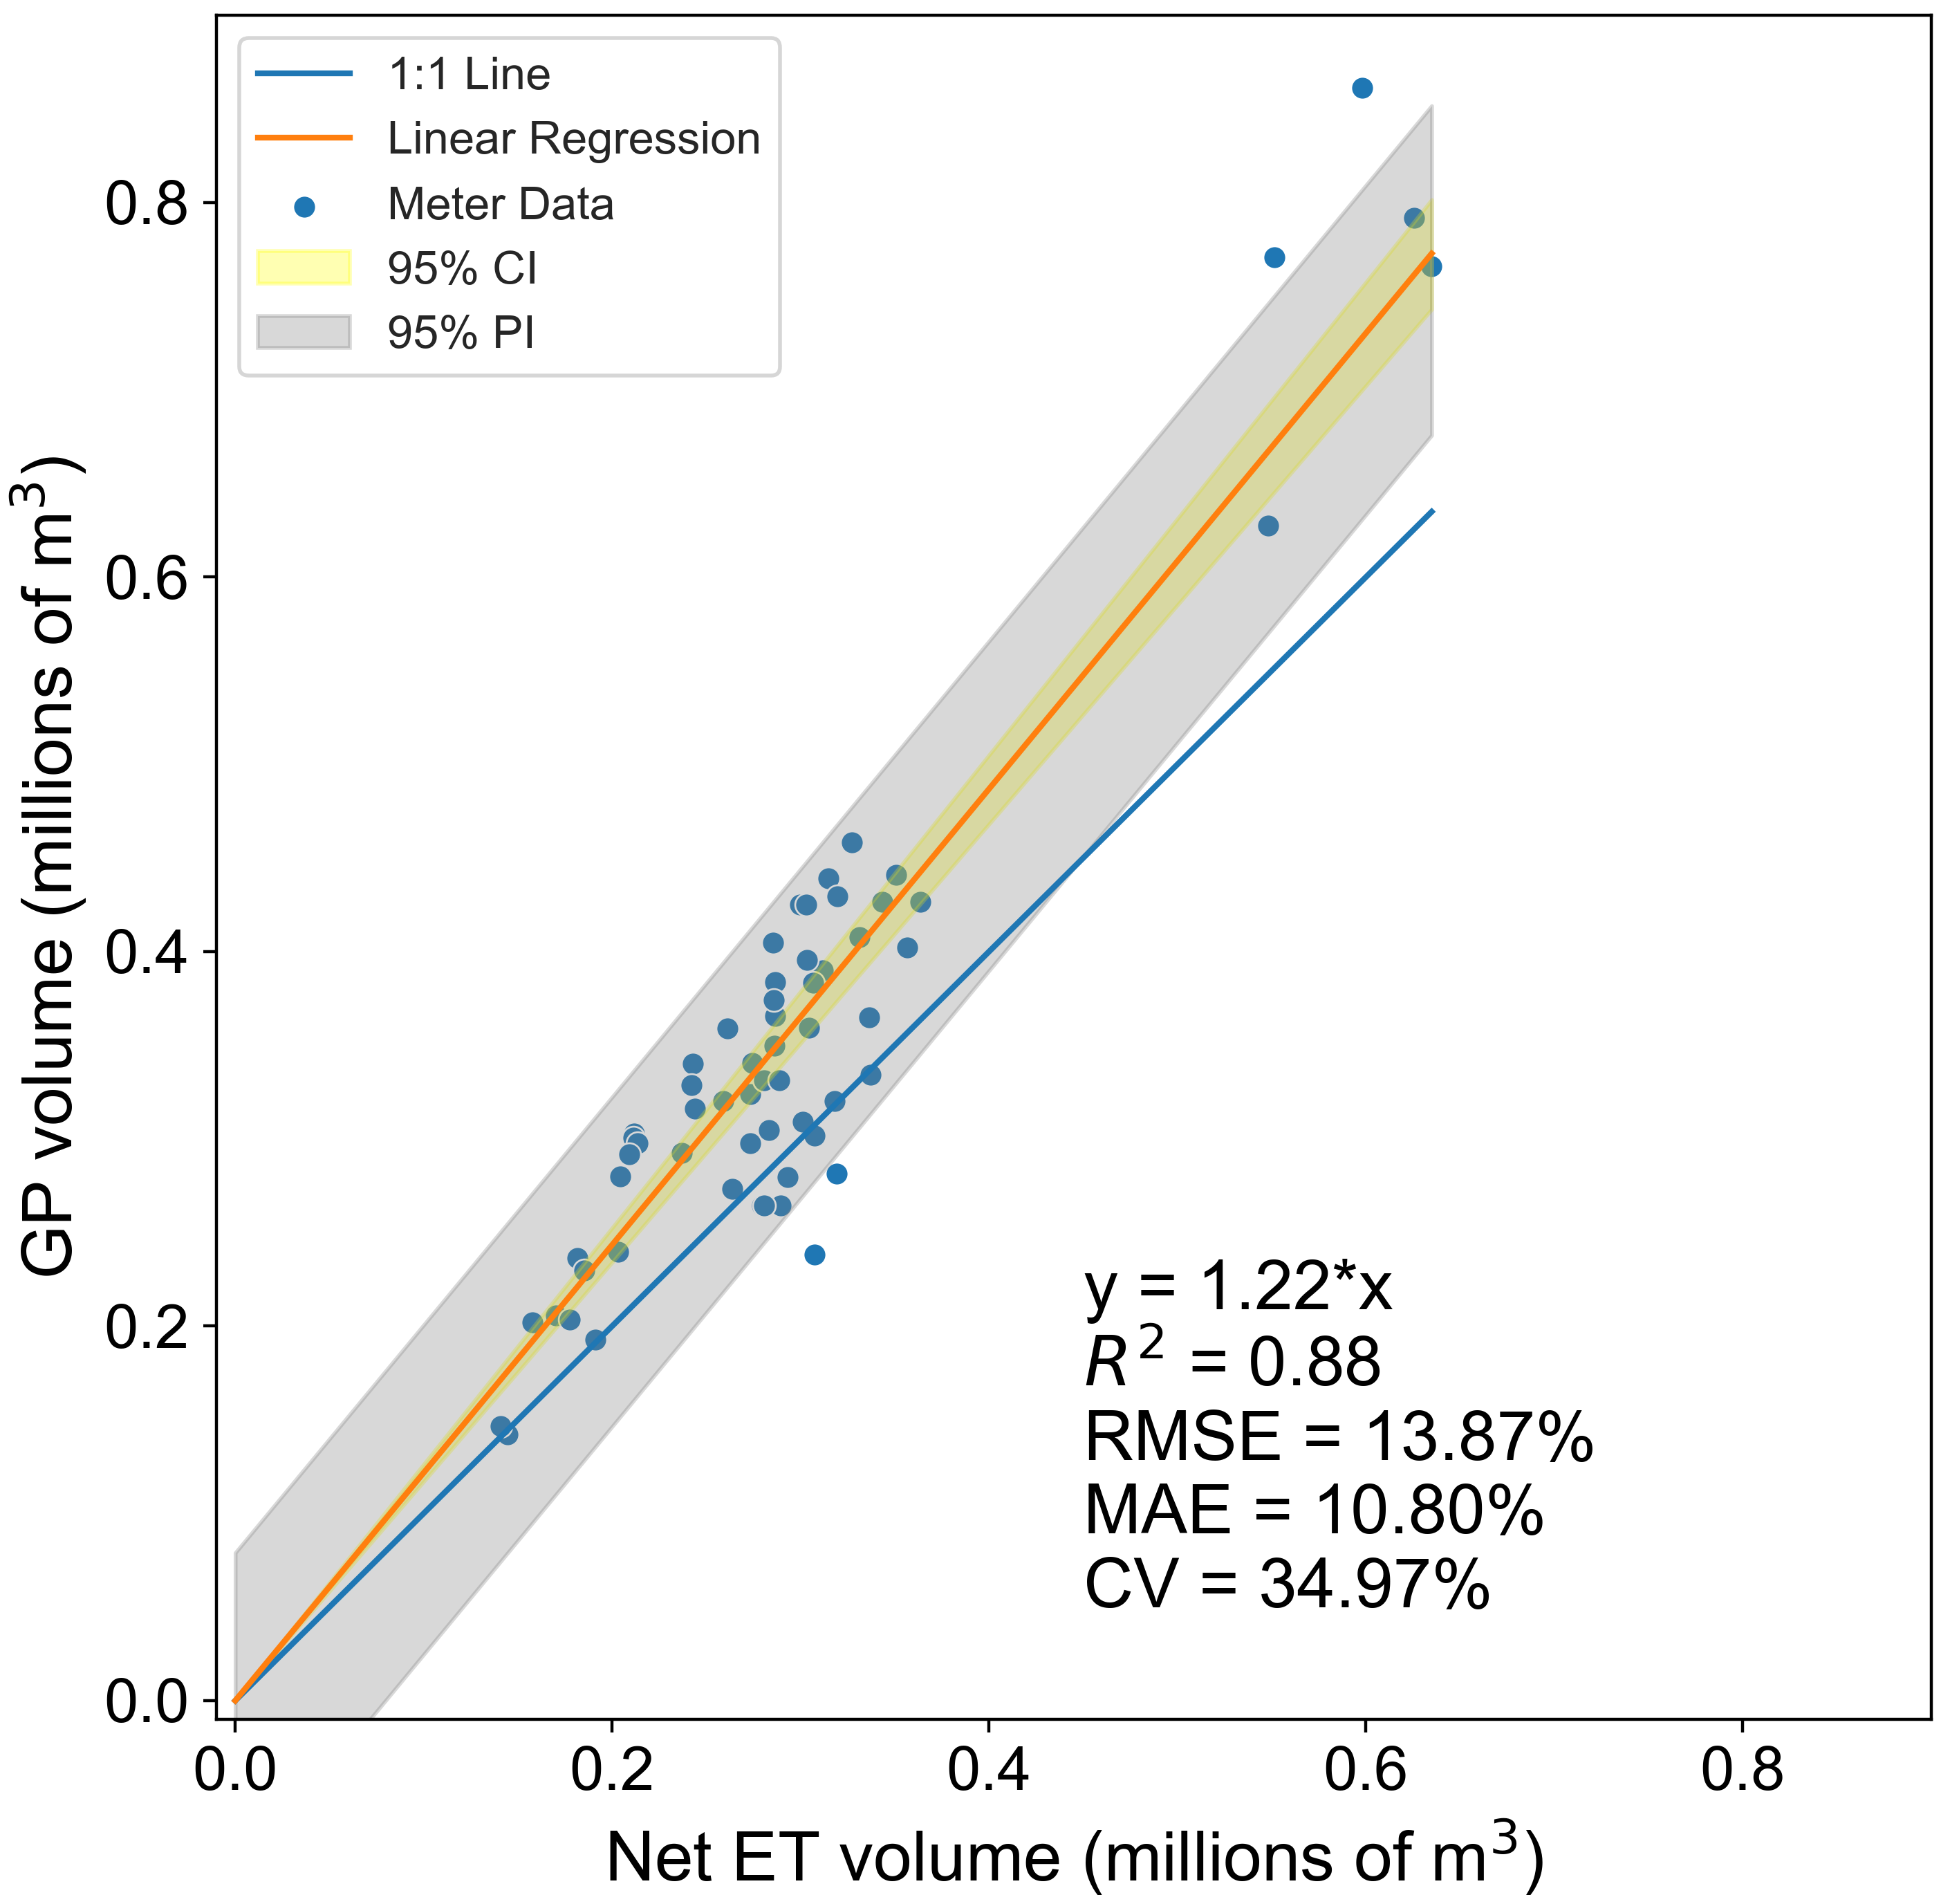 1:1 Line
Linear Regression
Meter Data
95% CI
95% PI
GP volume (millions of m³)
0.8
0.6
0.4
0.2
0.0
y = 1.22*x
R² = 0.88
RMSE = 13.87%
MAE = 10.80%
CV = 34.97%
0.0 0.2 0.4 0.6 0.8
Net ET volume (millions of m³)